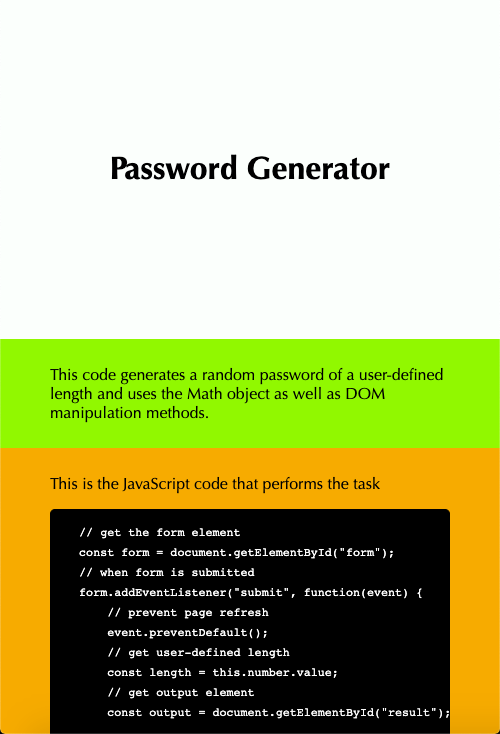 Password Generator
This code generates a random password of a user-defined
length and uses the Math object as well as DOM
manipulation methods.
This is the JavaScript code that performs the task
// get the form element
const form = document.getElementById("form");
// when form is submitted
form.addEventListener("submit", function(event) {
// prevent page refresh
event.preventDefault();
// get user-defined length
const length = this.number.value;
// get output element
const output = document.getElementById("result");